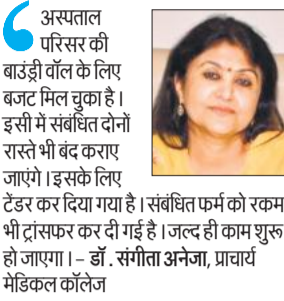 अस्पताल
परिसर की
बाउंड्री वॉल के लिए
बजट मिल चुका है।
इसी में संबंधित दोनों
रास्ते भी बंद कराए
जाएंगे। इसके लिए
टेंडर कर दिया गया है। संबंधित फर्म को रकम
भी ट्रांसफर कर दी गई है। जल्द ही काम शुरू
हो जाएगा। - डॉ. संगीता अनेजा, प्राचार्य
मेडिकल कॉलेज